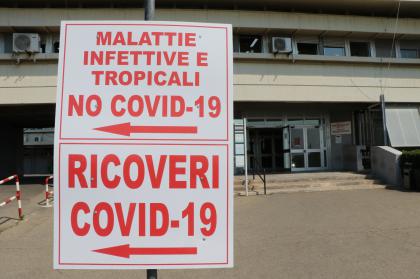 MALATTIE
INFETTIVE E
TROPICALI
NO COVID-19
RICOVERI
COVID-19